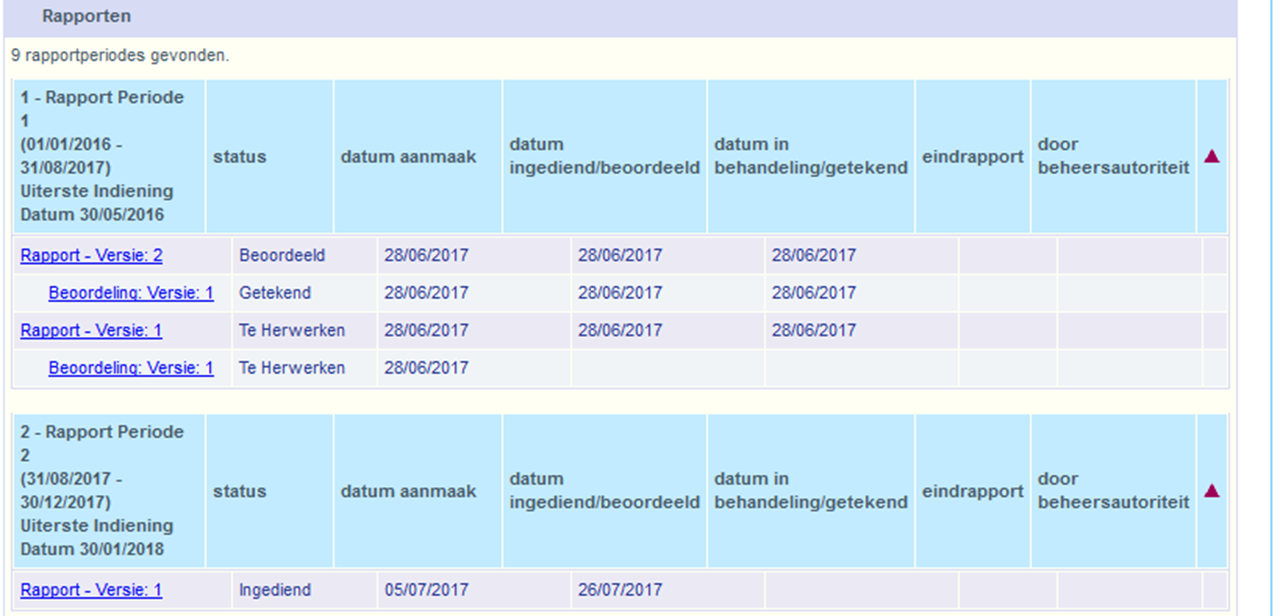 Rapporten
9 rapportperiodes gevonden.
1 - Rapport Periode
1
(01/01/2016 -
31/08/2017)
Uiterste Indiening
Datum 30/05/2016
status
datum aanmaak
datum
ingediend/beoordeeld
datum in
behandeling/getekend
eindrapport
door
beheersautoriteit
Rapport - Versie: 2 Beoordeeld 28/06/2017 28/06/2017 28/06/2017
Beoordeling: Versie: 1 Getekend 28/06/2017 28/06/2017 28/06/2017
Rapport - Versie: 1 Te Herwerken 28/06/2017 28/06/2017 28/06/2017
Beoordeling: Versie: 1 Te Herwerken 28/06/2017
2 - Rapport Periode
2
(31/08/2017 -
30/12/2017)
Uiterste Indiening
Datum 30/01/2018
status
datum aanmaak
datum
ingediend/beoordeeld
datum in
behandeling/getekend
eindrapport
door
beheersautoriteit
Rapport - Versie: 1 Ingediend 05/07/2017 26/07/2017